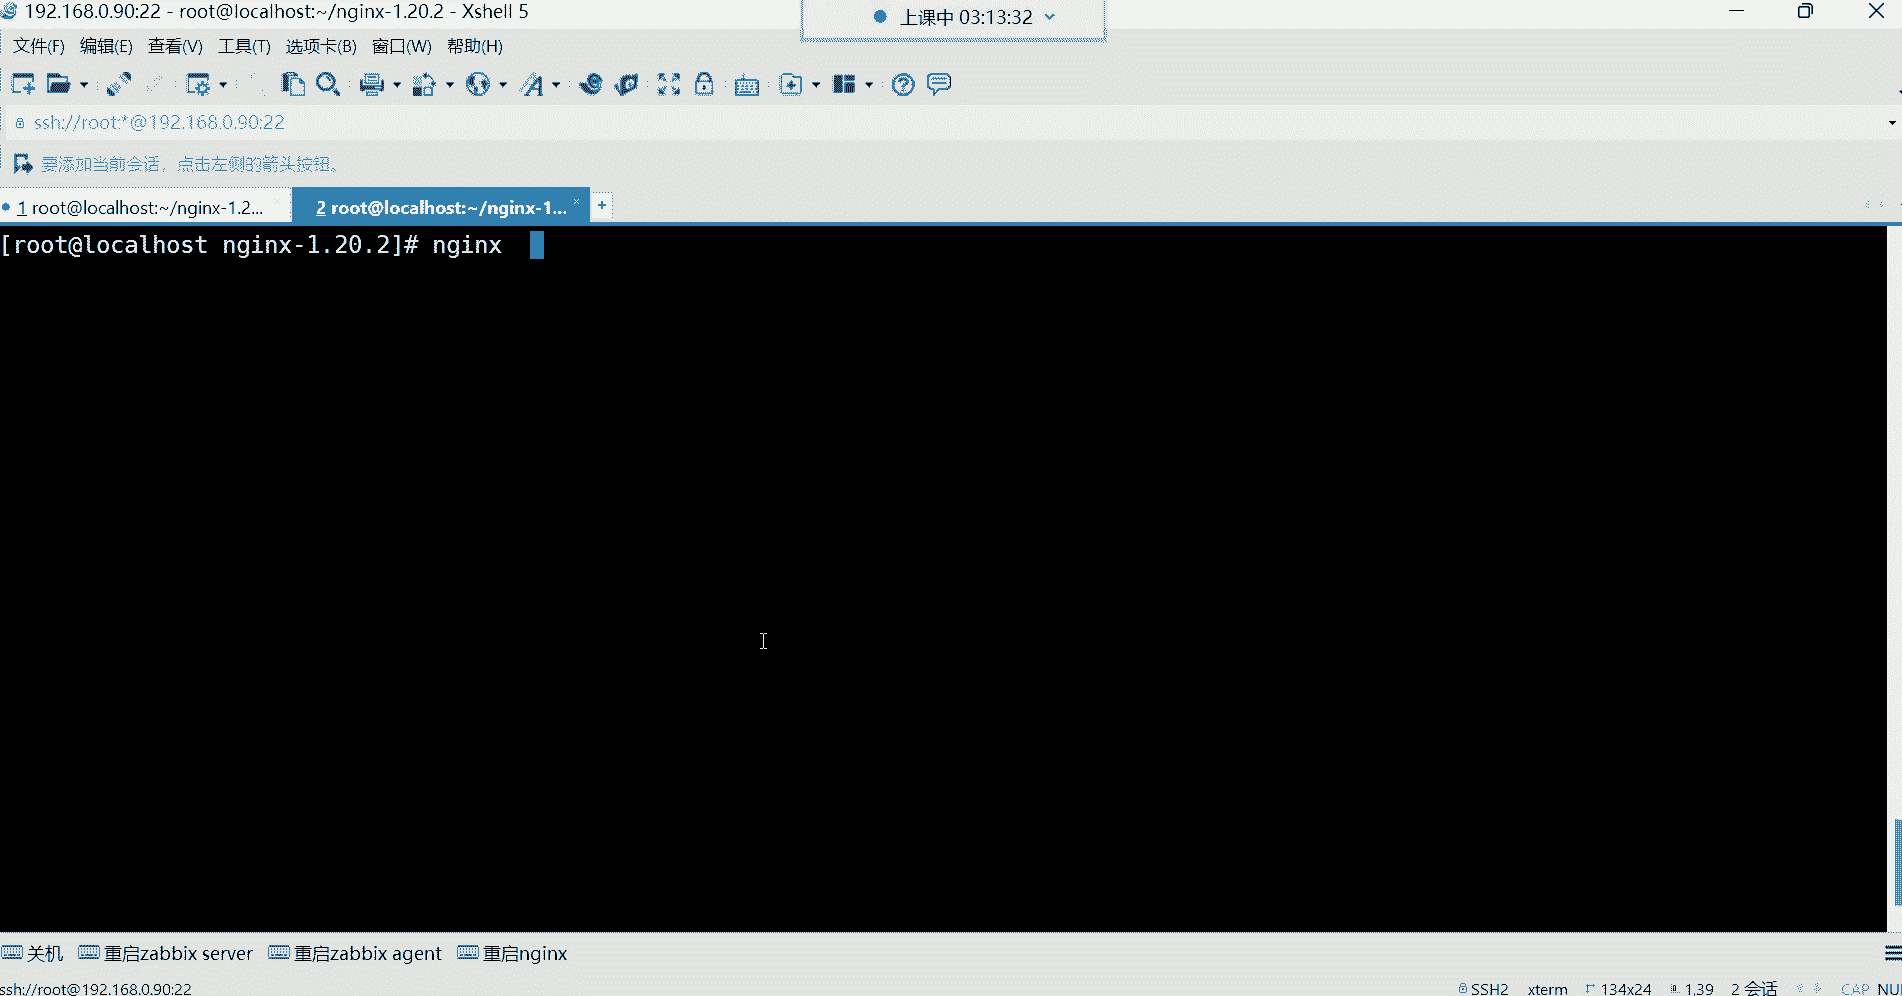 192.168.0.90:22 - root@localhost:~/nginx-1.20.2 - Xshell 5
上课中 03:13:32
文件(F) 编辑(E) 查看(V) 工具(T) 选项卡(B) 窗口(W) 帮助(H)
ssh://root:*@192.168.0.90:22
要添加当前会话，点击左侧的箭头按钮。
1 root@localhost:~/nginx-1.2...
2 root@localhost:~/nginx-1...
[root@localhost nginx-1.20.2]# nginx
关机 重启zabbix server 重启zabbix agent 重启nginx
ssh://root@192.168.0.90:22 SSH2 xterm 134x24 1,39 2 会话 CAP NU